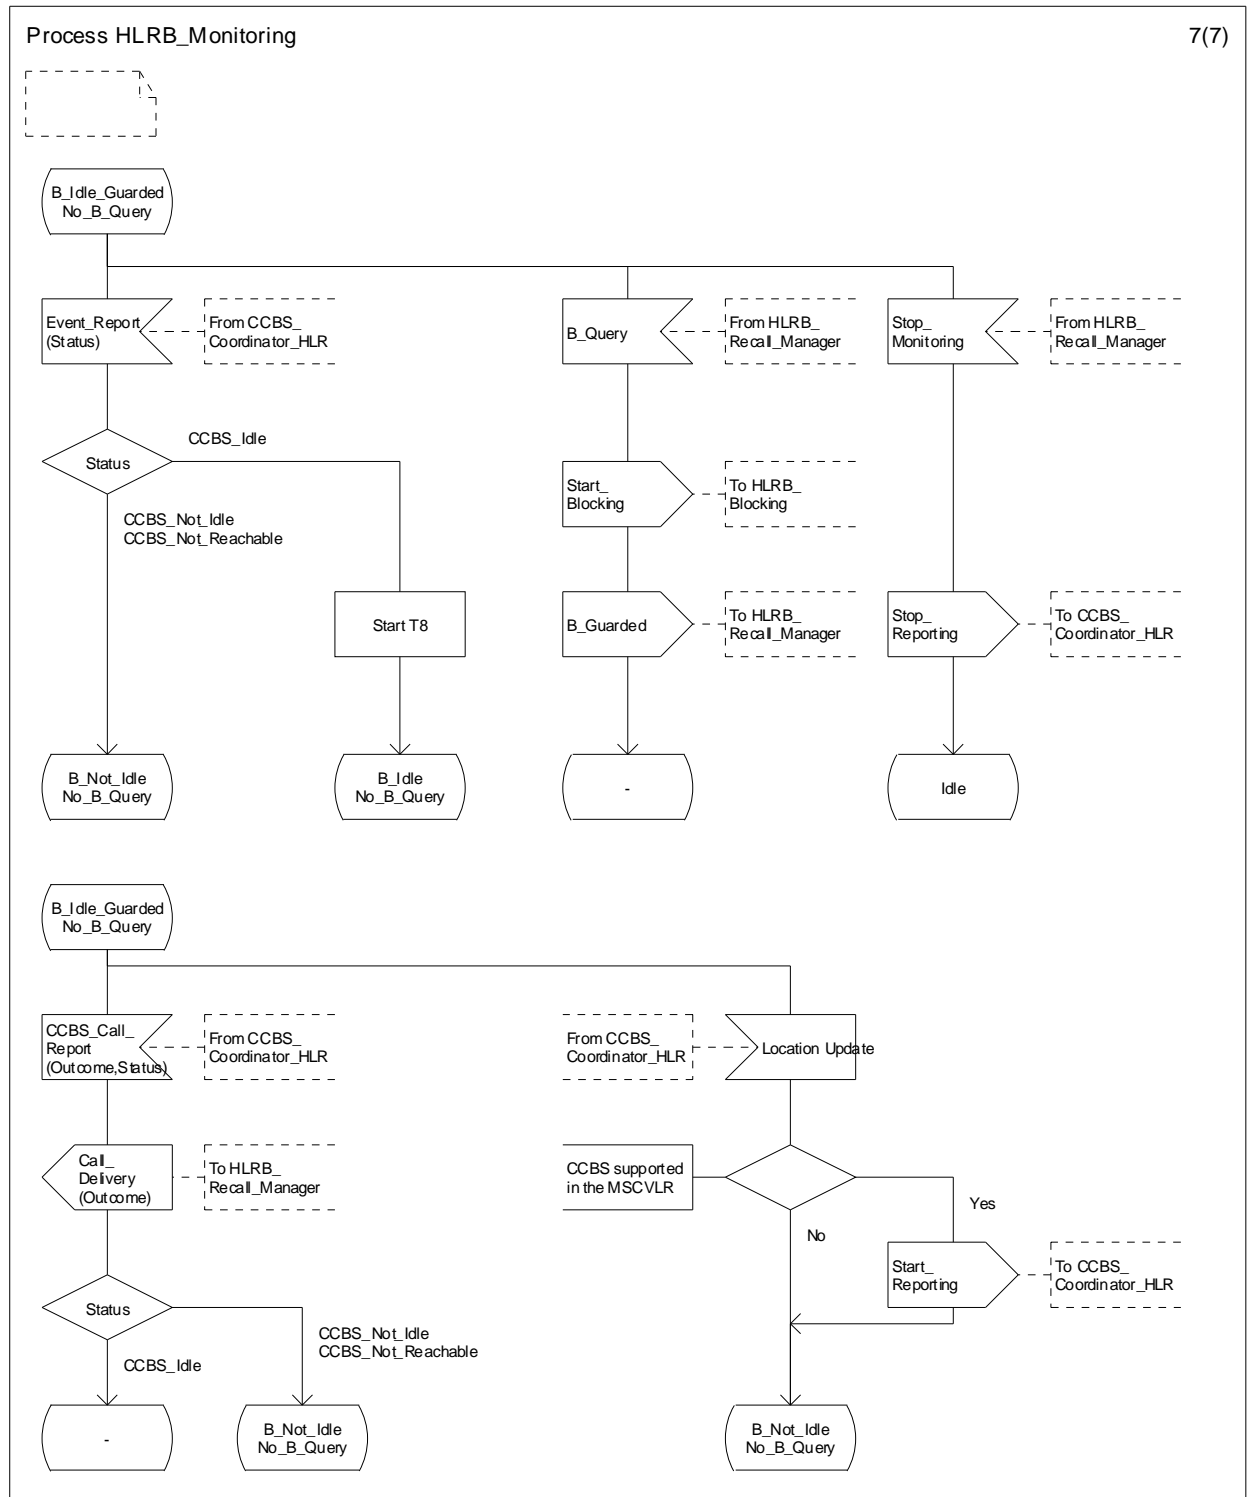 Process HLRB_Monitoring
7(7)
B_Idle_Guarded
No_B_Query
Event_Report
(Status)
From CCBS_
Coordinator_HLR
B_Query
From HLRB_
Recall_Manager
Stop_
Monitoring
From HLRB_
Recall_Manager
Status
CCBS_Idle
CCBS_Not_Idle
CCBS_Not_Reachable
Start_
Blocking
To HLRB_
Blocking
Start T8
B_Guarded
To HLRB_
Recall_Manager
Stop_
Reporting
To CCBS_
Coordinator_HLR
B_Not_Idle
No_B_Query
B_Idle
No_B_Query
-
Idle
B_Idle_Guarded
No_B_Query
CCBS_Call_
Report
(Outcome,Status)
From CCBS_
Coordinator_HLR
From CCBS_
Coordinator_HLR
Location Update
Call_
Delivery
(Outcome)
To HLRB_
Recall_Manager
CCBS supported
in the MSCVLR
Yes
No
Start_
Reporting
To CCBS_
Coordinator_HLR
Status
CCBS_Not_Idle
CCBS_Not_Reachable
CCBS_Idle
-
B_Not_Idle
No_B_Query
B_Not_Idle
No_B_Query